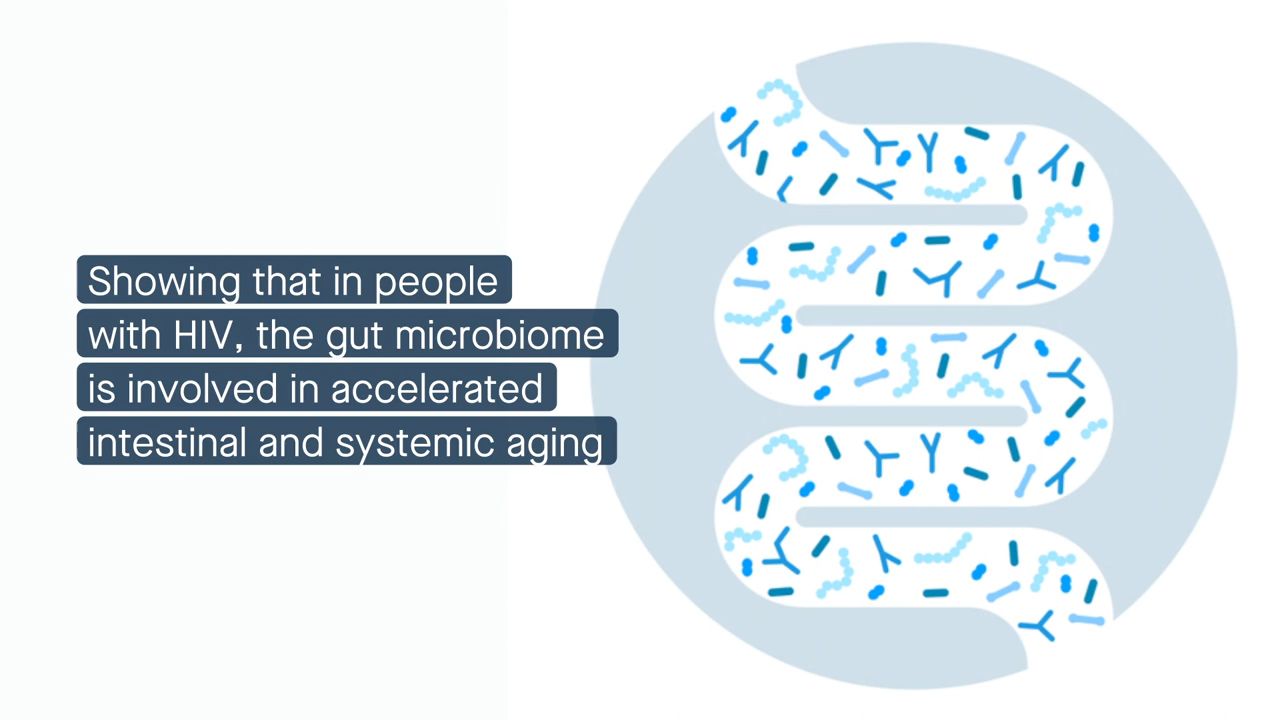 Showing that in people
with HIV, the gut microbiome
is involved in accelerated
intestinal and systemic aging